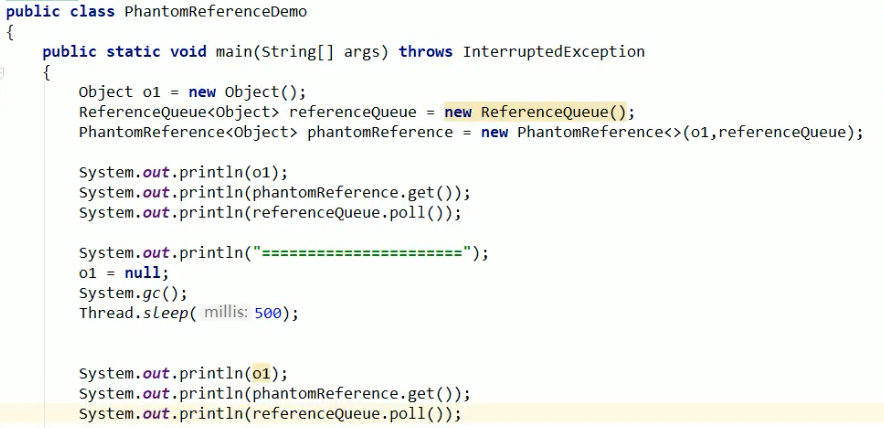 public class PhantomReferenceDemo
{
public static void main(String[] args) throws InterruptedException
{
Object o1 = new Object();
ReferenceQueue<Object> referenceQueue = new ReferenceQueue();
PhantomReference<Object> phantomReference = new PhantomReference<>(o1,referenceQueue);
System.out.println(o1);
System.out.println(phantomReference.get());
System.out.println(referenceQueue.poll());
System.out.println("======================");
o1 = null;
System.gc();
Thread.sleep( millis: 500);
System.out.println(o1);
System.out.println(phantomReference.get());
System.out.println(referenceQueue.poll());